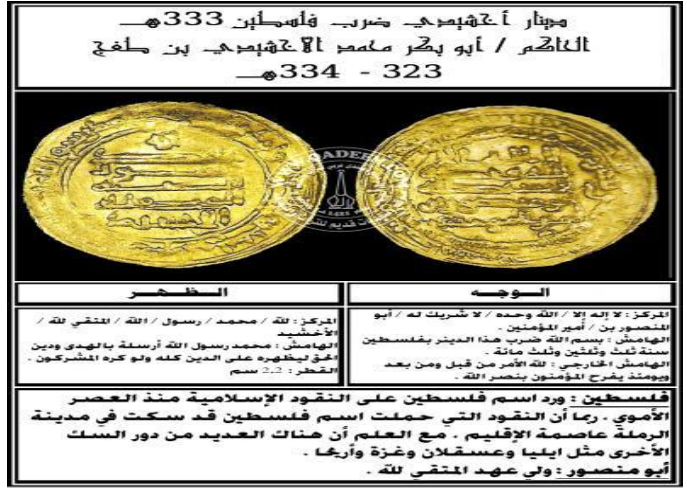 دينار أخشيدي ضرب فلسطين 333هـ
الحاكم / أبو بكر محمد الاخشيدي بن طغج
323 - 334هـ
الوجه
المركز : لا إله إلا / الله وحده / لا شريك له / أبو
المنصور بن / أمير المؤمنين .
الهامش : بسم الله ضرب هذا الدينر بفلسطين
سنة ثلث وثلثين وثلث مائة .
الهامش الخارجي : لله الأمر من قبل ومن بعد
ويومئذ يفرح المؤمنون بنصر الله .
الظهر
المركز : لله / محمد / رسول / الله / المتقي لله /
الأخشيد
الهامش : محمد رسول الله أرسلة بالهدى ودين
الحق ليظهره على الدين كله ولو كره المشركون .
القطر : 2,2 سم
فلسطين : ورد اسم فلسطين على النقود الإسلامية منذ العصر
الأموي . ربما أن النقود التي حملت اسم فلسطين قد سكت في مدينة
الرملة عاصمة الإقليم . مع العلم أن هناك العديد من دور السك
الأخرى مثل ايليا وعسقلان وغزة وأريحا .
أبو منصور : ولي عهد المتقي لله .